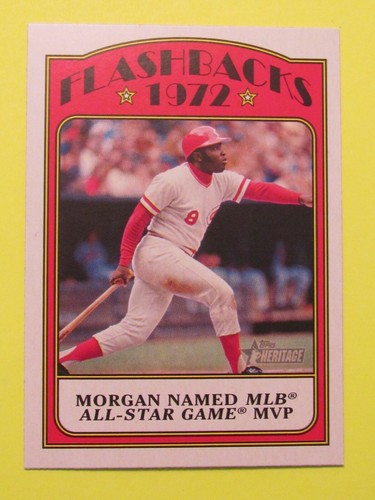 FLASHBACKS
1972
8
Topps
HERITAGE
MORGAN NAMED MLB®
ALL-STAR GAME® MVP